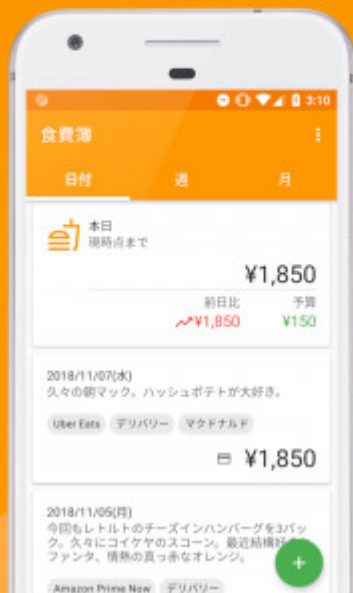 3:10
食費簿
日付 週 月
本日
現時点まで
¥1,850
前日比 予算
¥1,850 ¥150
2018/11/07(水)
久々の朝マック。ハッシュポテトが大好き。
Uber Eats デリバリー マクドナルド
¥1,850
2018/11/05(月)
今回もレトルトのチーズインハンバーグを3パッ
ク。久々にコイケヤのスコーン。最近結構好
ファンタ、情熱の真っ赤なオレンジ。
Amazon Prime Now デリバリー